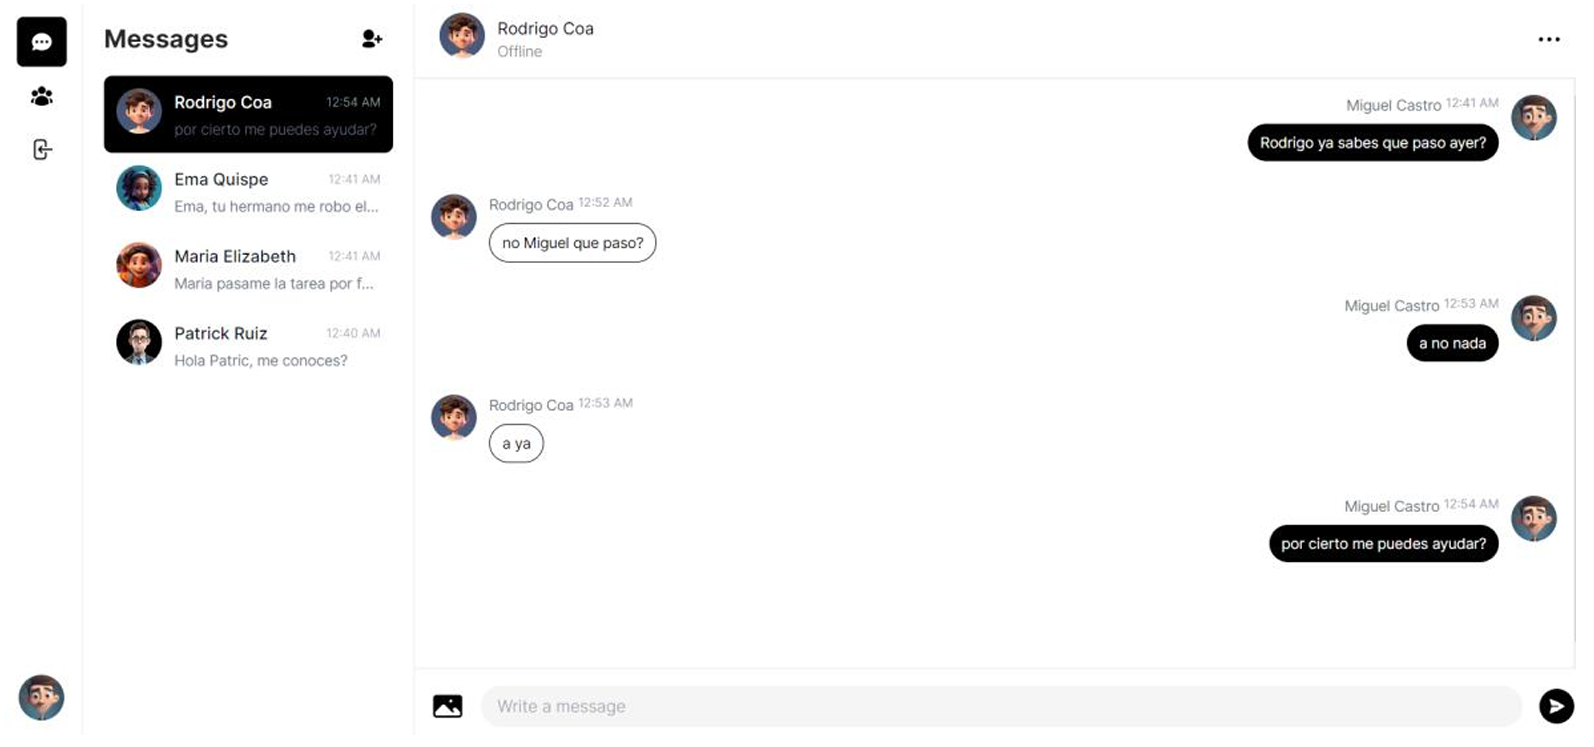 Messages
Rodrigo Coa 12:54 AM
por cierto me puedes ayudar?
Ema Quispe 12:41 AM
Ema, tu hermano me robo el...
Maria Elizabeth 12:41 AM
Maria pasame la tarea por f...
Patrick Ruiz 12:40 AM
Hola Patric, me conoces?
Rodrigo Coa
Offline
Miguel Castro 12:41 AM
Rodrigo ya sabes que paso ayer?
Rodrigo Coa 12:52 AM
no Miguel que paso?
Miguel Castro 12:53 AM
a no nada
Rodrigo Coa 12:53 AM
a ya
Miguel Castro 12:54 AM
por cierto me puedes ayudar?
Write a message